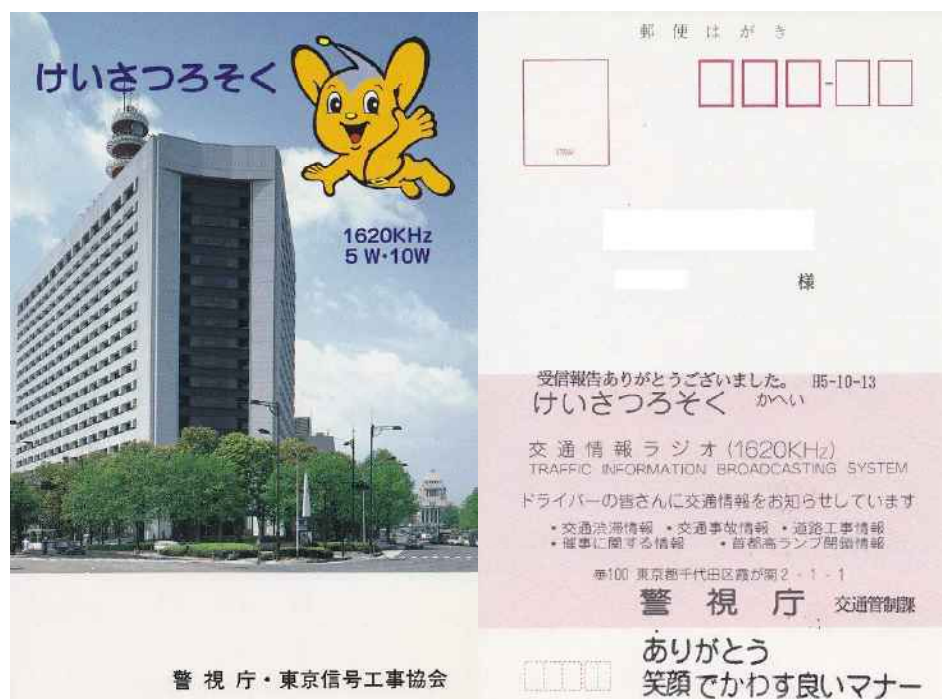 けいさつろそく
1620KHz
5W・10W
警視庁・東京信号工事協会
郵便はがき
様
受信報告ありがとうございました。 H5-10-13
けいさつろそく かへい
交通情報ラジオ(1620KHz)
TRAFFIC INFORMATION BROADCASTING SYSTEM
ドライバーの皆さんに交通情報をお知らせしています
・交通渋滞情報 ・交通事故情報 ・道路工事情報
・催事に関する情報 ・首都高ランプ閉鎖情報
〒100 東京都千代田区霞が関2-1-1
警視庁 交通管制課
ありがとう
笑顔でかわす良いマナー